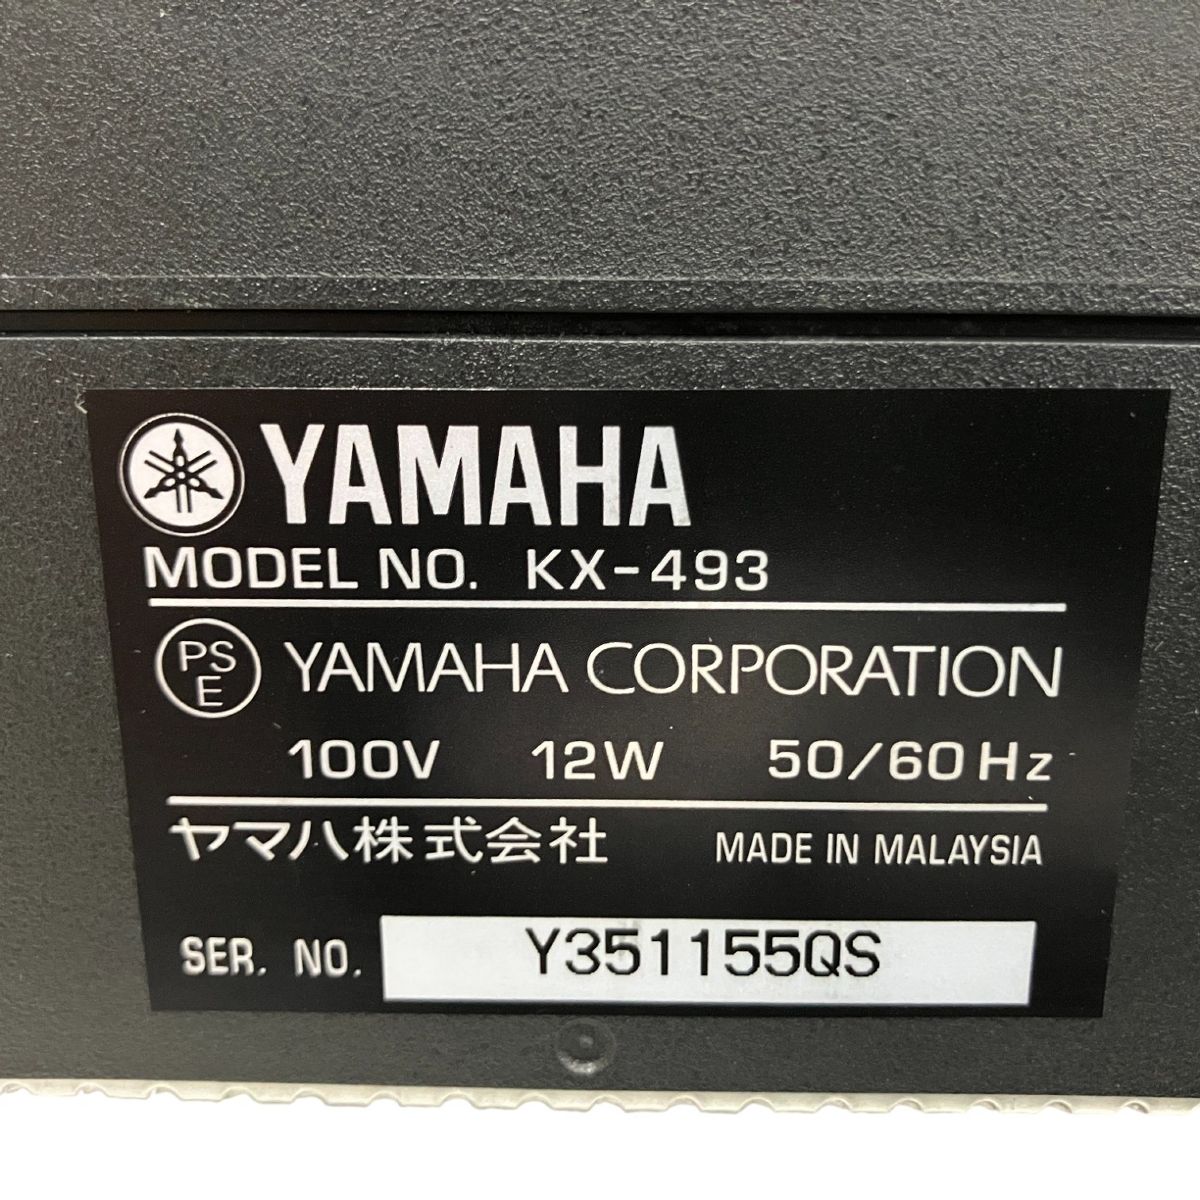 YAMAHA
MODEL NO. KX-493
PS
E
YAMAHA CORPORATION
100V 12W 50/60Hz
ヤマハ株式会社 MADE IN MALAYSIA
SER. NO. Y351155QS